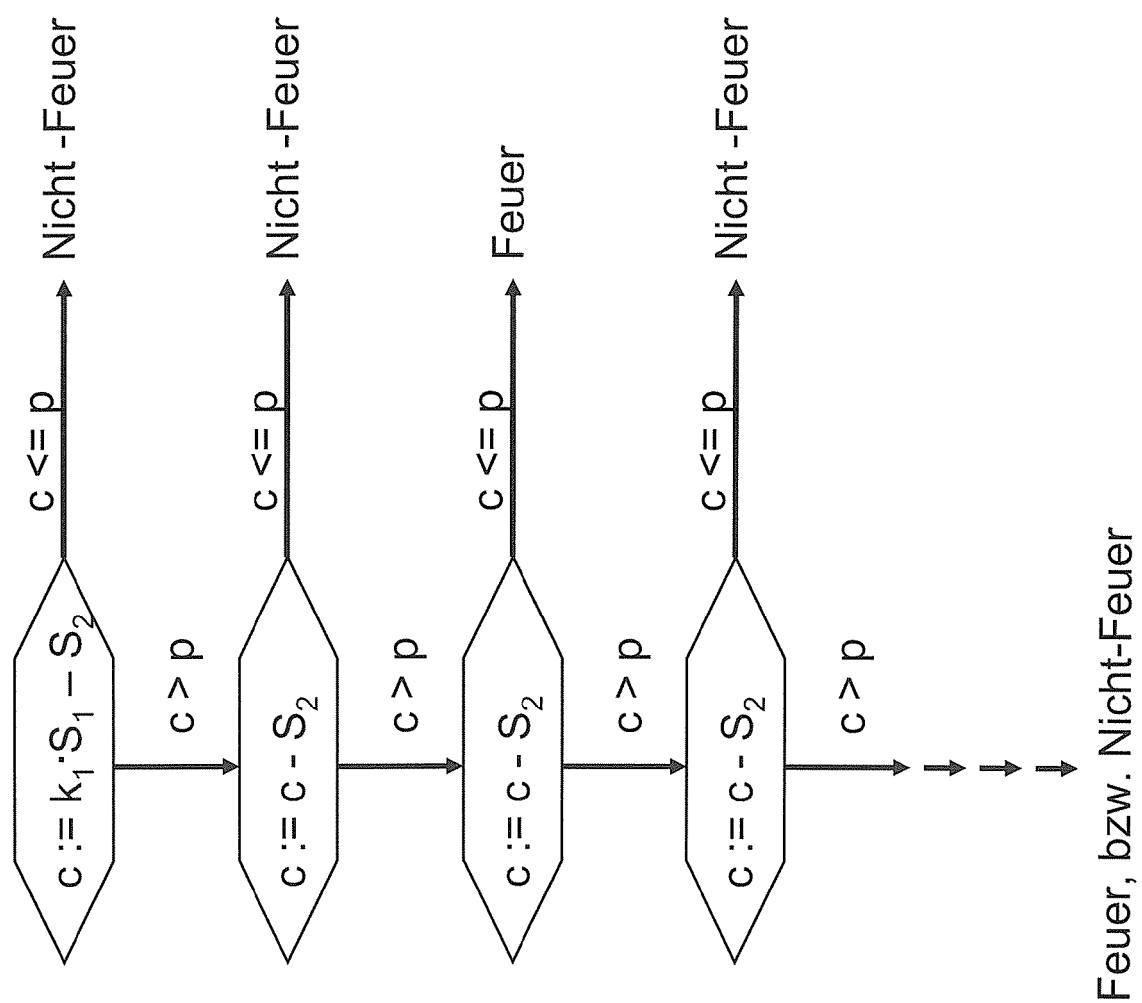 c := k₁·S₁ – S₂
c <= p
Nicht -Feuer
c > p
c := c - S₂
c <= p
Nicht -Feuer
c > p
c := c - S₂
c <= p
Feuer
c > p
c := c - S₂
c <= p
Nicht -Feuer
c > p
Feuer, bzw. Nicht-Feuer